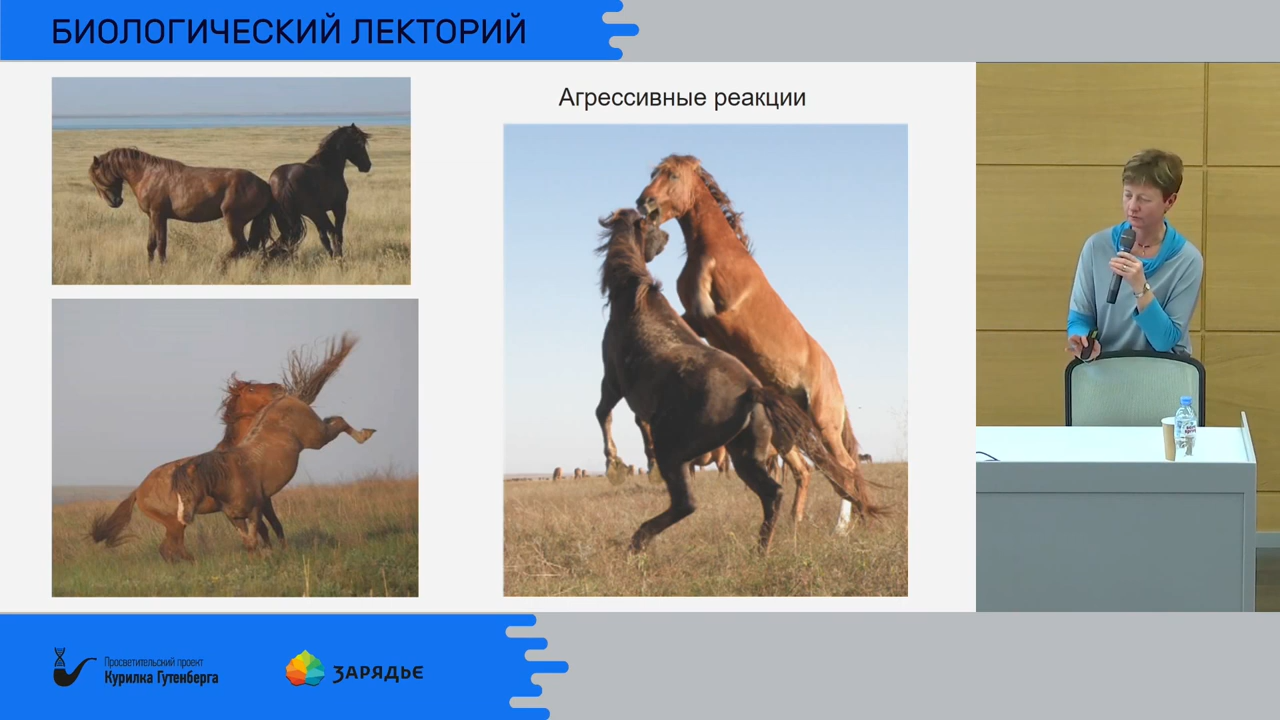 БИОЛОГИЧЕСКИЙ ЛЕКТОРИЙ
Агрессивные реакции
Просветительский проект
Курилка Гутенберга
ЗАРЯДЬЕ